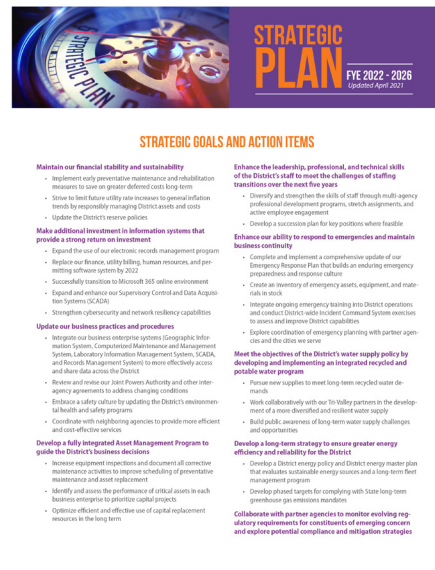 STRATEGIC PLAN
STRATEGIC
PLAN
FYE 2022 - 2026
Updated April 2021
STRATEGIC GOALS AND ACTION ITEMS
Maintain our financial stability and sustainability
• Implement early preventative maintenance and rehabilitation
measures to save on greater deferred costs long-term
• Strive to limit future utility rate increases to general inflation
trends by responsibly managing District assets and costs
• Update the District's reserve policies
Make additional investment in information systems that
provide a strong return on investment
• Expand the use of our electronic records management program
• Replace our finance, utility billing, human resources, and per-
mitting software system by 2022
• Successfully transition to Microsoft 365 online environment
• Expand and enhance our Supervisory Control and Data Acquisi-
tion Systems (SCADA)
• Strengthen cybersecurity and network resiliency capabilities
Update our business practices and procedures
• Integrate our business enterprise systems (Geographic Infor-
mation System, Computerized Maintenance and Management
System, Laboratory Information Management System, SCADA,
and Records Management System) to more effectively access
and share data across the District
• Review and revise our Joint Powers Authority and other inter-
agency agreements to address changing conditions
• Embrace a safety culture by updating the District's environmen-
tal health and safety programs
• Coordinate with neighboring agencies to provide more efficient
and cost-effective services
Develop a fully integrated Asset Management Program to
guide the District's business decisions
• Increase equipment inspections and document all corrective
maintenance activities to improve scheduling of preventative
maintenance and asset replacement
• Identify and assess the performance of critical assets in each
business enterprise to prioritize capital projects
• Optimize efficient and effective use of capital replacement
resources in the long term
Enhance the leadership, professional, and technical skills
of the District's staff to meet the challenges of staffing
transitions over the next five years
• Diversify and strengthen the skills of staff through multi-agency
professional development programs, stretch assignments, and
active employee engagement
• Develop a succession plan for key positions where feasible
Enhance our ability to respond to emergencies and maintain
business continuity
• Complete and implement a comprehensive update of our
Emergency Response Plan that builds an enduring emergency
preparedness and response culture
• Create an inventory of emergency assets, equipment, and mate-
rials in stock
• Integrate ongoing emergency training into District operations
and conduct District-wide Incident Command System exercises
to assess and improve District capabilities
• Explore coordination of emergency planning with partner agen-
cies and the cities we serve
Meet the objectives of the District's water supply policy by
developing and implementing an integrated recycled and
potable water program
• Pursue new supplies to meet long-term recycled water de-
mands
• Work collaboratively with our Tri-Valley partners in the develop-
ment of a more diversified and resilient water supply
• Build public awareness of long-term water supply challenges
and opportunities
Develop a long-term strategy to ensure greater energy
efficiency and reliability for the District
• Develop a District energy policy and District energy master plan
that evaluates sustainable energy sources and a long-term fleet
management program
• Develop phased targets for complying with State long-term
greenhouse gas emissions mandates
Collaborate with partner agencies to monitor evolving reg-
ulatory requirements for constituents of emerging concern
and explore potential compliance and mitigation strategies